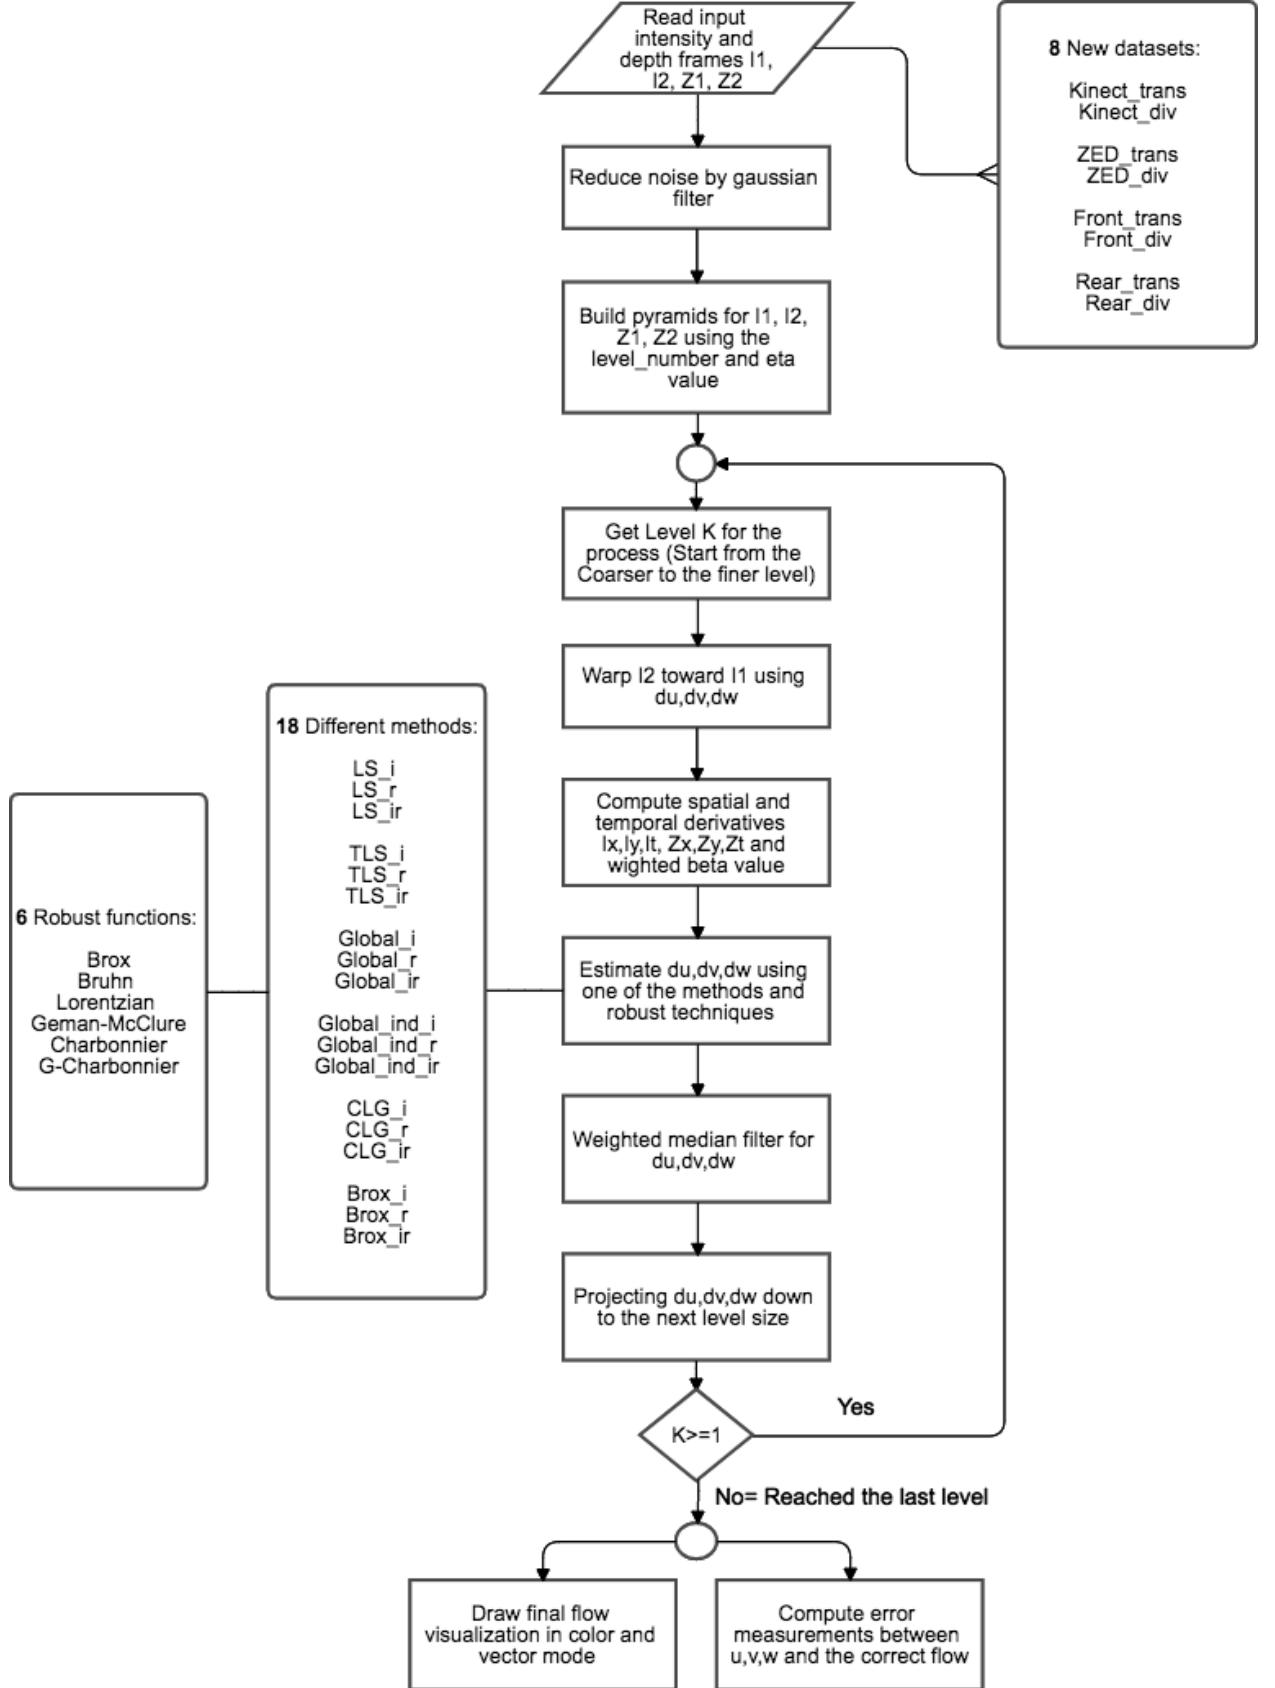 Read input
intensity and
depth frames I1,
I2, Z1, Z2
8 New datasets:
Kinect_trans
Kinect_div
ZED_trans
ZED_div
Front_trans
Front_div
Rear_trans
Rear_div
Reduce noise by gaussian
filter
Build pyramids for I1, I2,
Z1, Z2 using the
level_number and eta
value
Get Level K for the
process (Start from the
Coarser to the finer level)
Warp I2 toward I1 using
du,dv,dw
Compute spatial and
temporal derivatives
Ix,Iy,It, Zx,Zy,Zt and
wighted beta value
Estimate du,dv,dw using
one of the methods and
robust techniques
18 Different methods:
LS_i
LS_r
LS_ir
TLS_i
TLS_r
TLS_ir
Global_i
Global_r
Global_ir
Global_ind_i
Global_ind_r
Global_ind_ir
CLG_i
CLG_r
CLG_ir
Brox_i
Brox_r
Brox_ir
6 Robust functions:
Brox
Bruhn
Lorentzian
Geman-McClure
Charbonnier
G-Charbonnier
Weighted median filter for
du,dv,dw
Projecting du,dv,dw down
to the next level size
K>=1
Yes
No= Reached the last level
Draw final flow
visualization in color and
vector mode
Compute error
measurements between
u,v,w and the correct flow